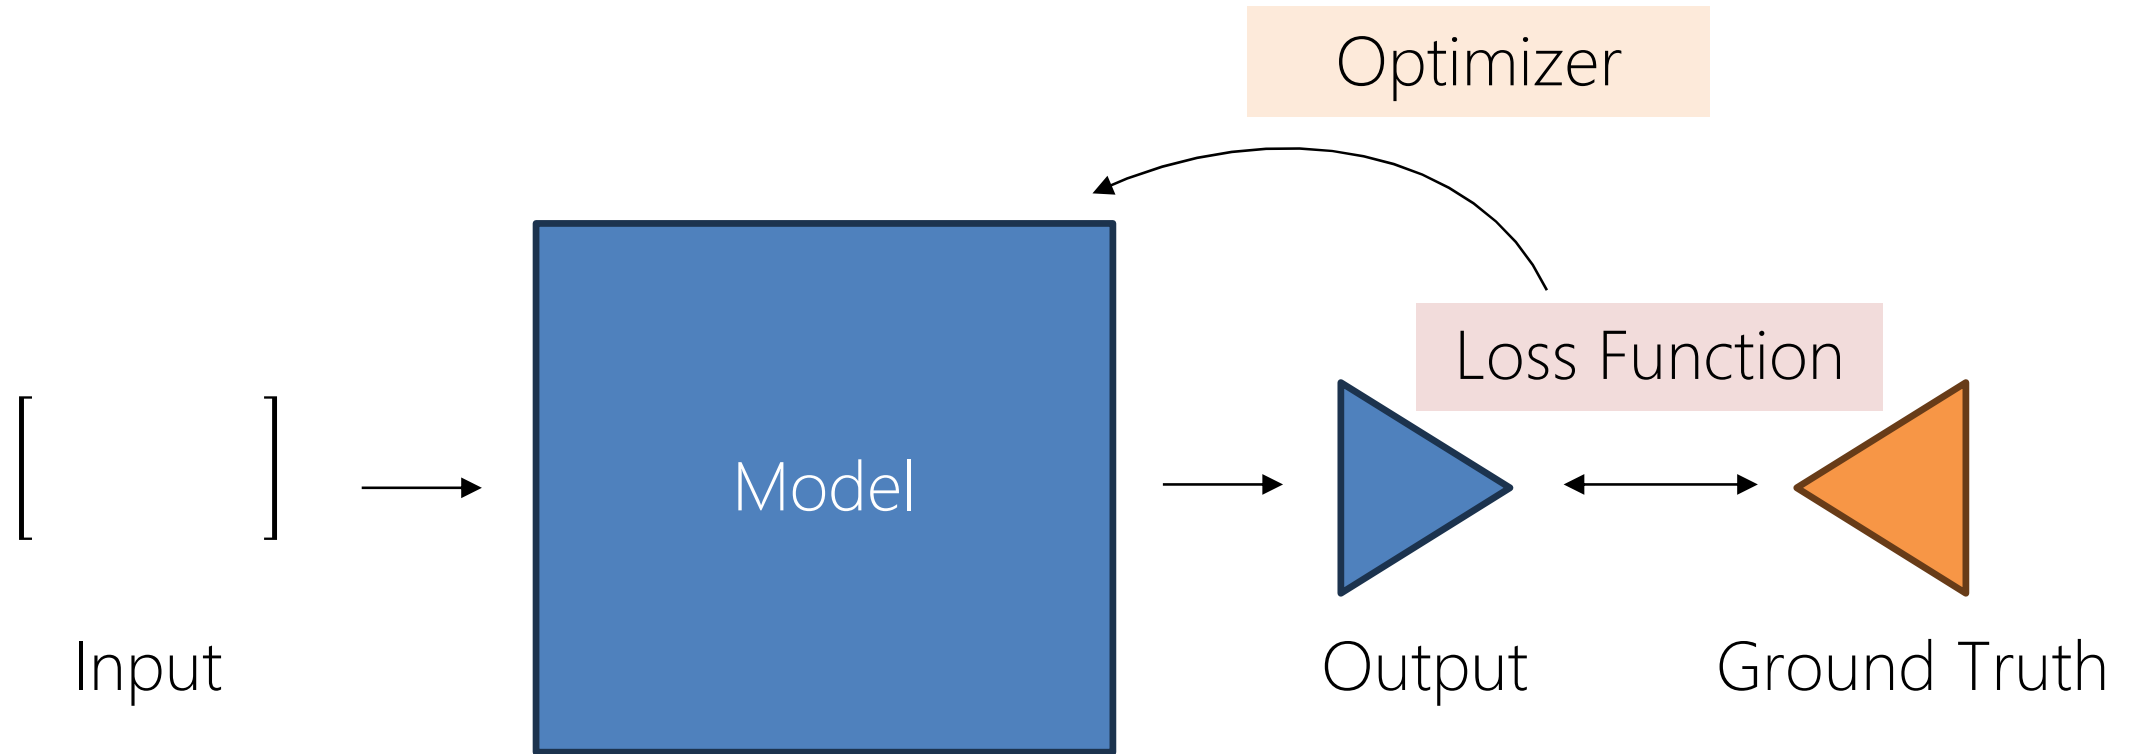 Optimizer
Loss Function
Model
Input
Output
Ground Truth